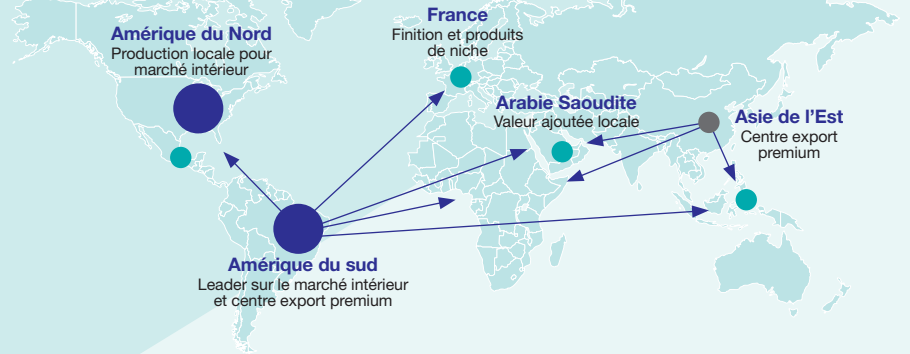 Amérique du Nord
Production locale pour
marché intérieur
France
Finition et produits
de niche
Arabie Saoudite
Valeur ajoutée locale
Asie de l’Est
Centre export
premium
Amérique du sud
Leader sur le marché intérieur
et centre export premium